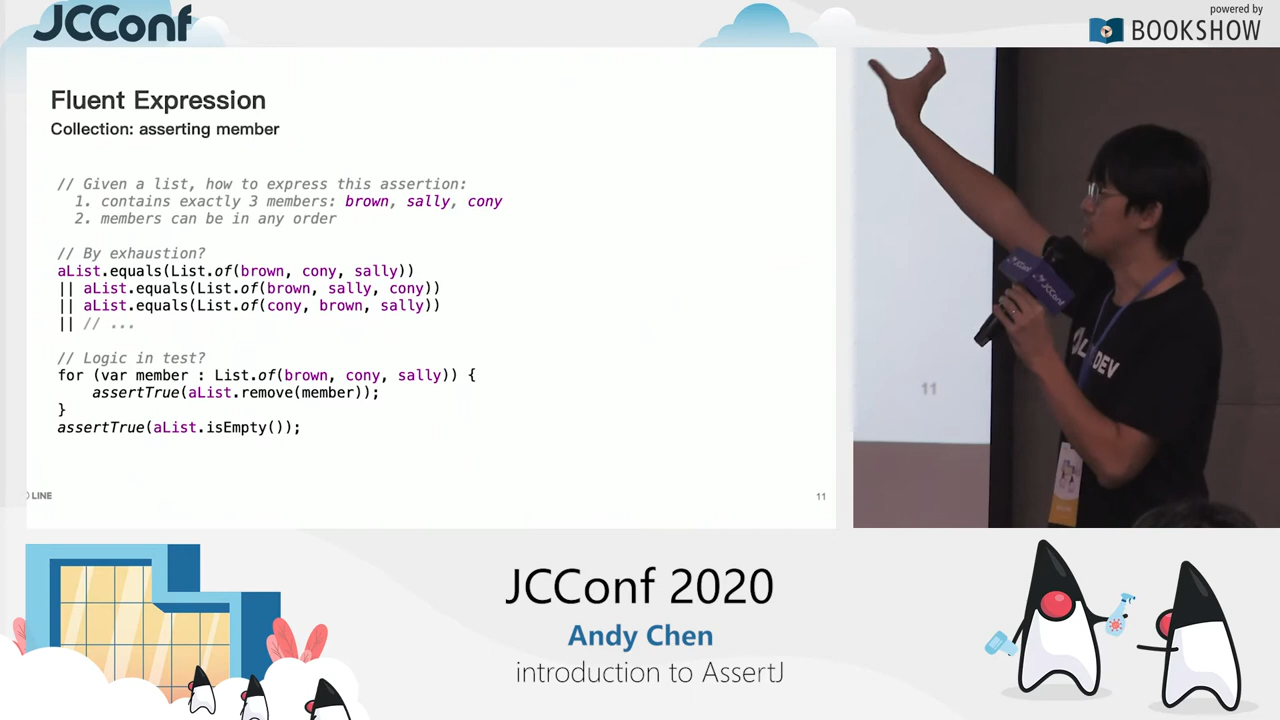 JCConf
powered by
BOOKSHOW
Fluent Expression
Collection: asserting member
// Given a list, how to express this assertion:
1. contains exactly 3 members: brown, sally, cony
2. members can be in any order
// By exhaustion?
aList.equals(List.of(brown, cony, sally))
|| aList.equals(List.of(brown, sally, cony))
|| aList.equals(List.of(cony, brown, sally))
|| // ...
// Logic in test?
for (var member : List.of(brown, cony, sally)) {
assertTrue(aList.remove(member));
}
assertTrue(aList.isEmpty());
LINE
11
11
JCConf
JCConf
DEV
JCConf 2020
Andy Chen
introduction to AssertJ